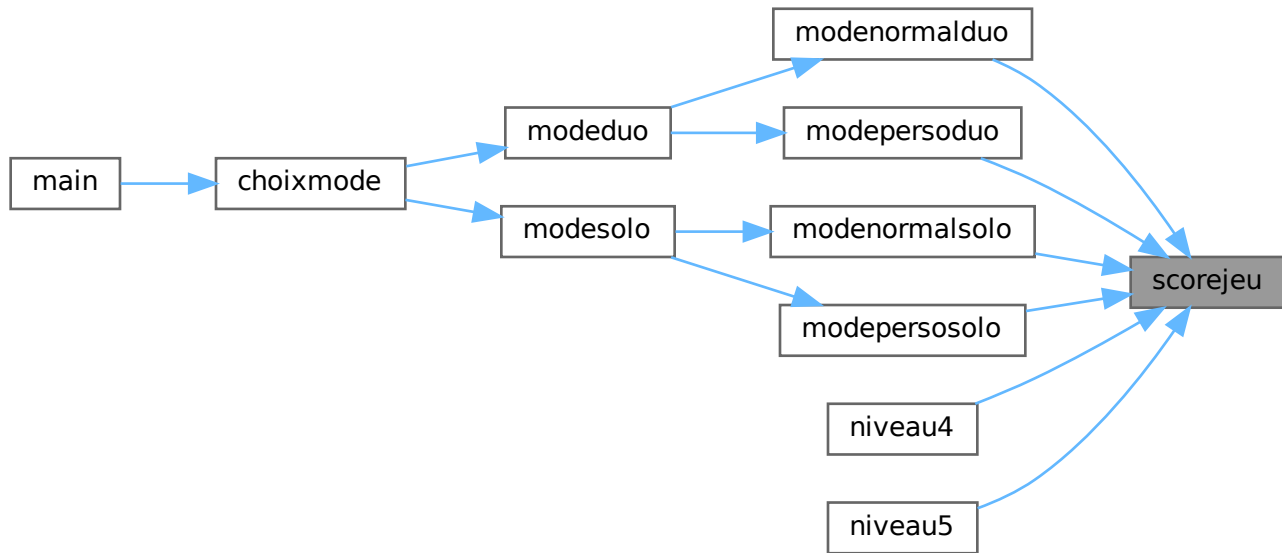 modenormalduo
modeduo
modepersoduo
main
choixmode
modesolo
modenormalsolo
scorejeu
modepersosolo
niveau4
niveau5